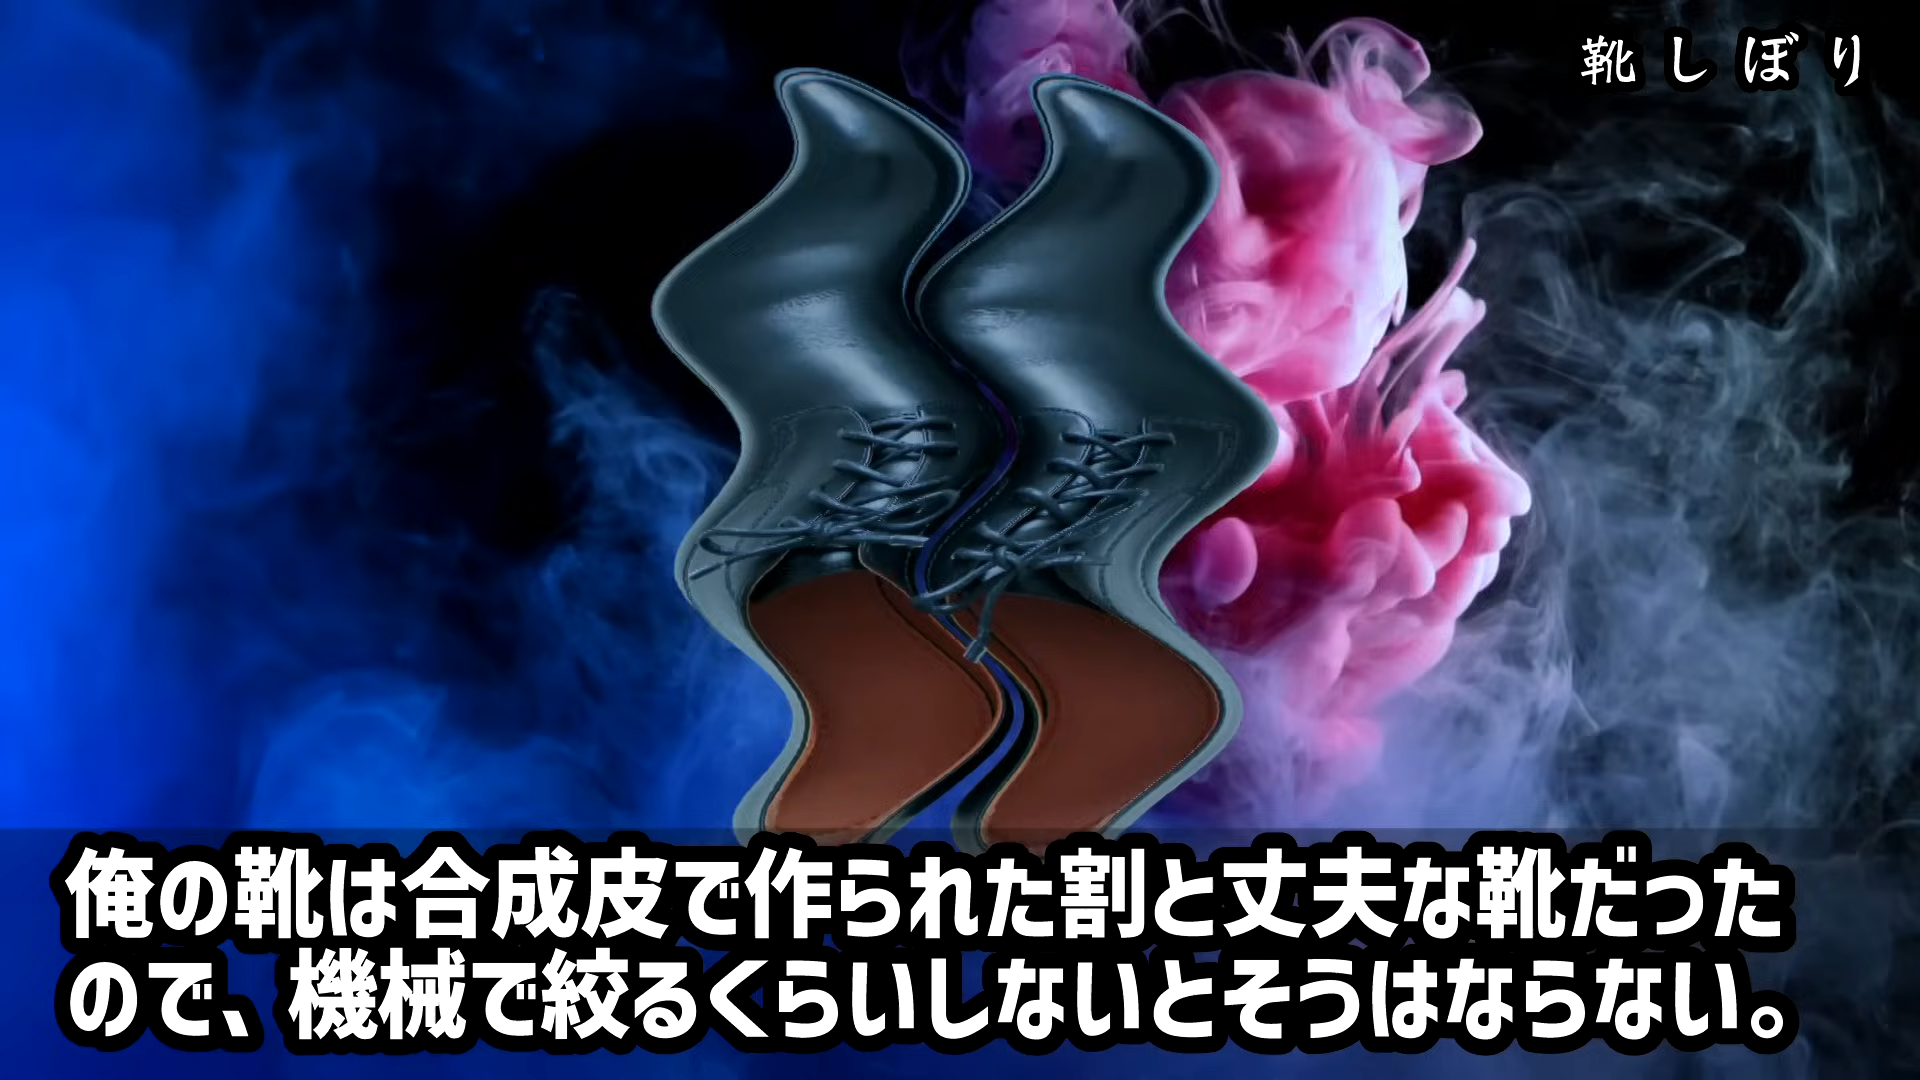 靴しぼり
俺の靴は合成皮で作られた割と丈夫な靴だった
ので、機械で絞るくらいしないとそうはならない。